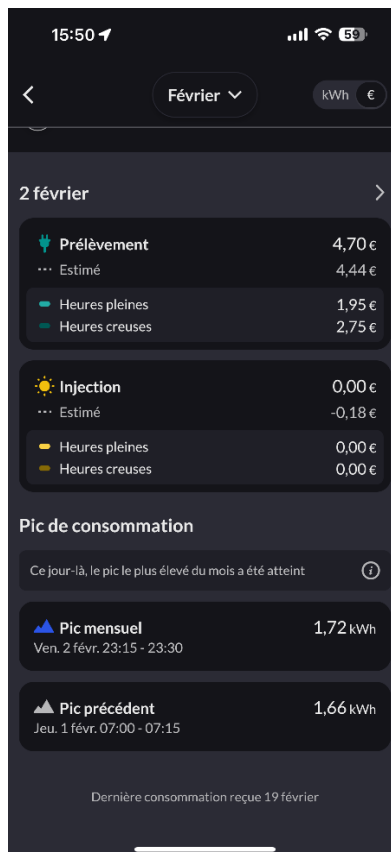 15:50
59
Février
kWh €
2 février
Prélèvement 4,70 €
Estimé 4,44 €
Heures pleines 1,95 €
Heures creuses 2,75 €
Injection 0,00 €
Estimé -0,18 €
Heures pleines 0,00 €
Heures creuses 0,00 €
Pic de consommation
Ce jour-là, le pic le plus élevé du mois a été atteint
Pic mensuel 1,72 kWh
Ven. 2 févr. 23:15 - 23:30
Pic précédent 1,66 kWh
Jeu. 1 févr. 07:00 - 07:15
Dernière consommation reçue 19 février